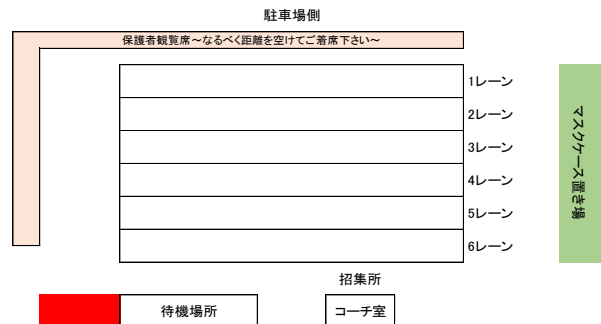 駐車場側
保護者観覧席～なるべく距離を空けてご着席下さい～
1レーン
2レーン
3レーン
4レーン
5レーン
6レーン
マスクケース置き場
招集所
待機場所
コーチ室